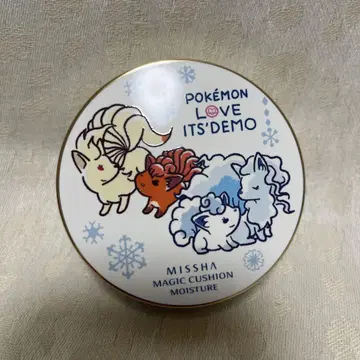 POKÉMON
LOVE
ITS'DEMO
MISSHA
MAGIC CUSHION
MOISTURE